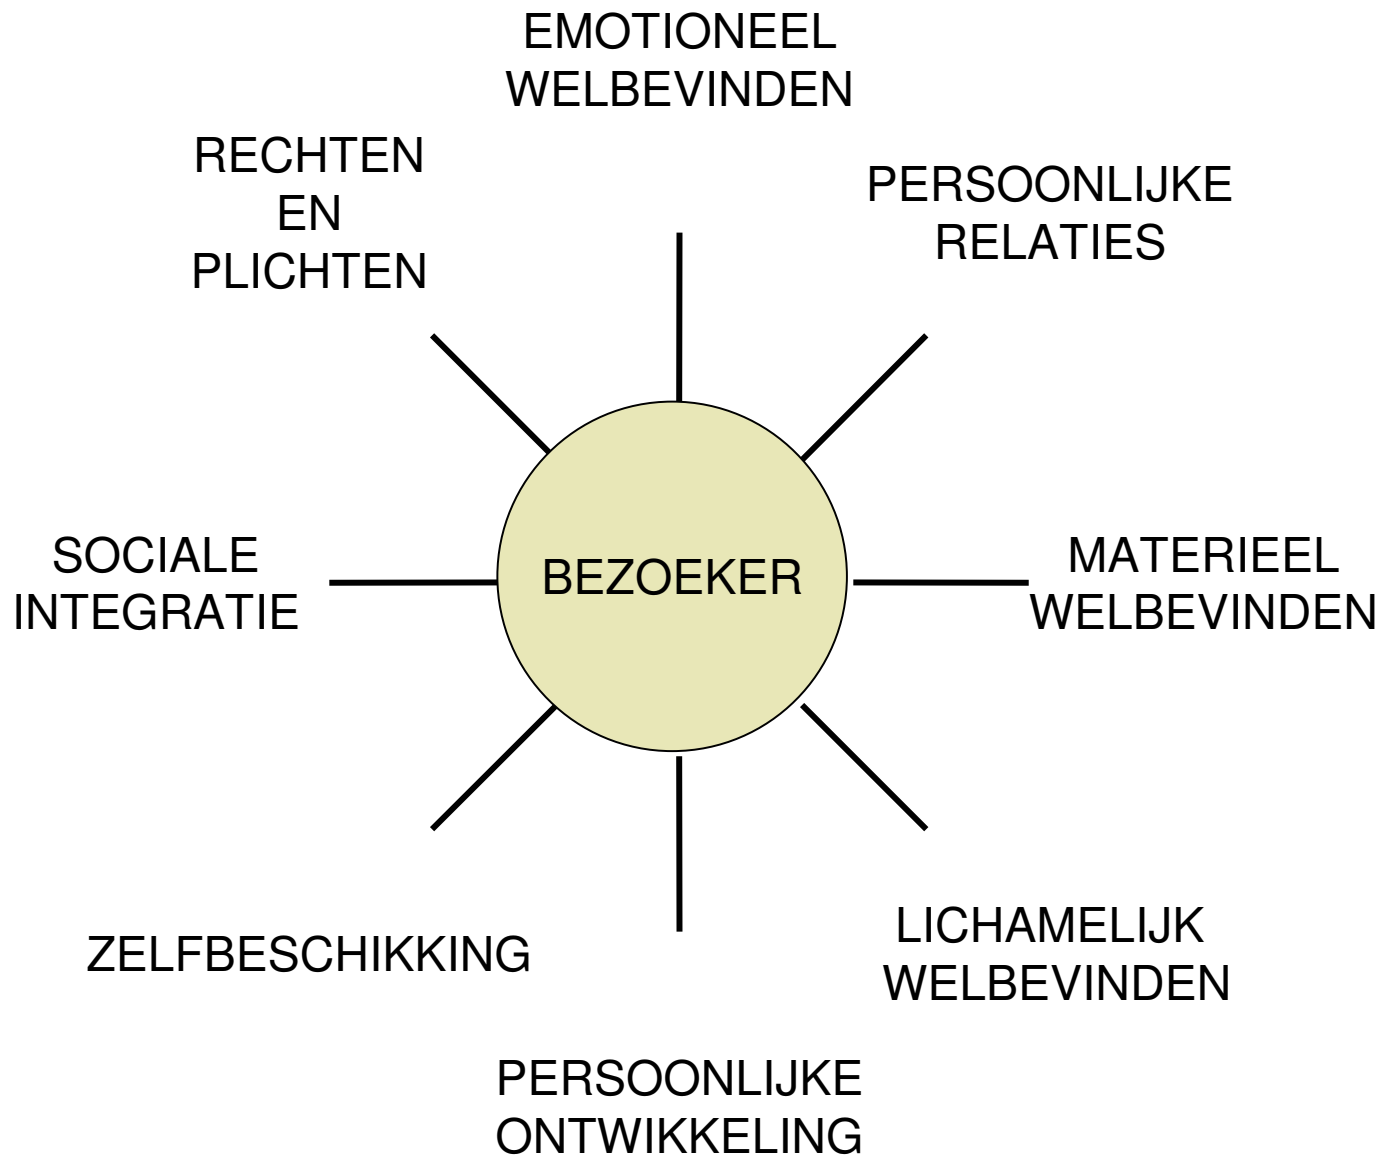 EMOTIONEEL
WELBEVINDEN
RECHTEN
EN
PLICHTEN
PERSOONLIJKE
RELATIES
SOCIALE
INTEGRATIE
BEZOEKER
MATERIEEL
WELBEVINDEN
ZELFBESCHIKKING
LICHAMELIJK
WELBEVINDEN
PERSOONLIJKE
ONTWIKKELING